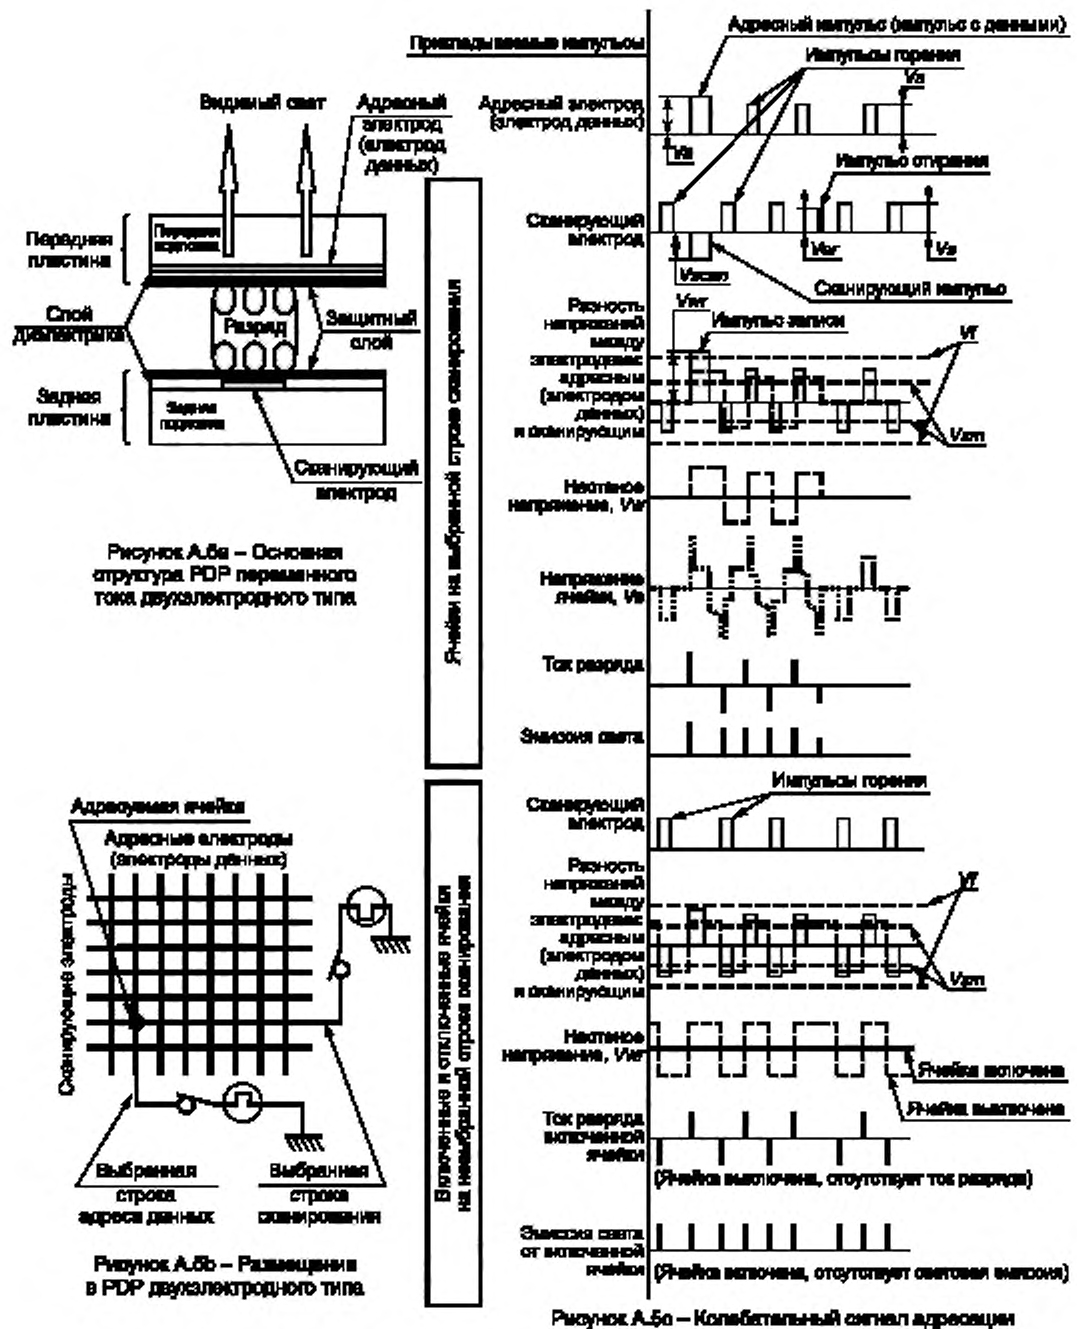 Видимый свет
Адресный
электрод
(электрод
данных)
Передняя
пластина
Передняя
подложка
Слой
диэлектрика
Разряд
Защитный
слой
Задняя
пластина
Задняя
подложка
Сканирующий
электрод
Рисунок А.5а – Основная
структура PDP переменного
тока двухэлектродного типа
Адресуемая ячейка
Адресные электроды
(электроды данных)
Сканирующие электроды
Выбранная
строка
адреса данных
Выбранная
строка
сканирования
Рисунок А.5b – Размещение
в PDP двухэлектродного типа
Ячейки на выбранной строке сканирования
Включенные и отключенные ячейки
на невыбранной строке сканирования
Прикладываемые импульсы
Адресный импульс (импульс с данными)
Импульсы горения
Адресный электрод
(электрод данных)
Vs
Импульс стирания
Сканирующий
электрод
Vs
Сканирующий импульс
Разность
напряжений
между
электродами:
адресным
(электродом
данных)
и сканирующим
Импульс записи
Vf
Настенное
напряжение, Vw
Напряжение
ячейки,
Ток разряда
Эмиссия света
Импульсы горения
Сканирующий
электрод
Разность
напряжений
между
электродами:
адресным
(электродом
данных)
и сканирующим
Vf
Настенное
напряжение, Vw
Ячейка включена
Ячейка выключена
Ток разряда
включенной
ячейки
(Ячейка выключена, отсутствует ток разряда)
Эмиссия света
от включенной
ячейки
(Ячейка включена, отсутствует световая эмиссия)
Рисунок А.5с – Колебательный сигнал адресации